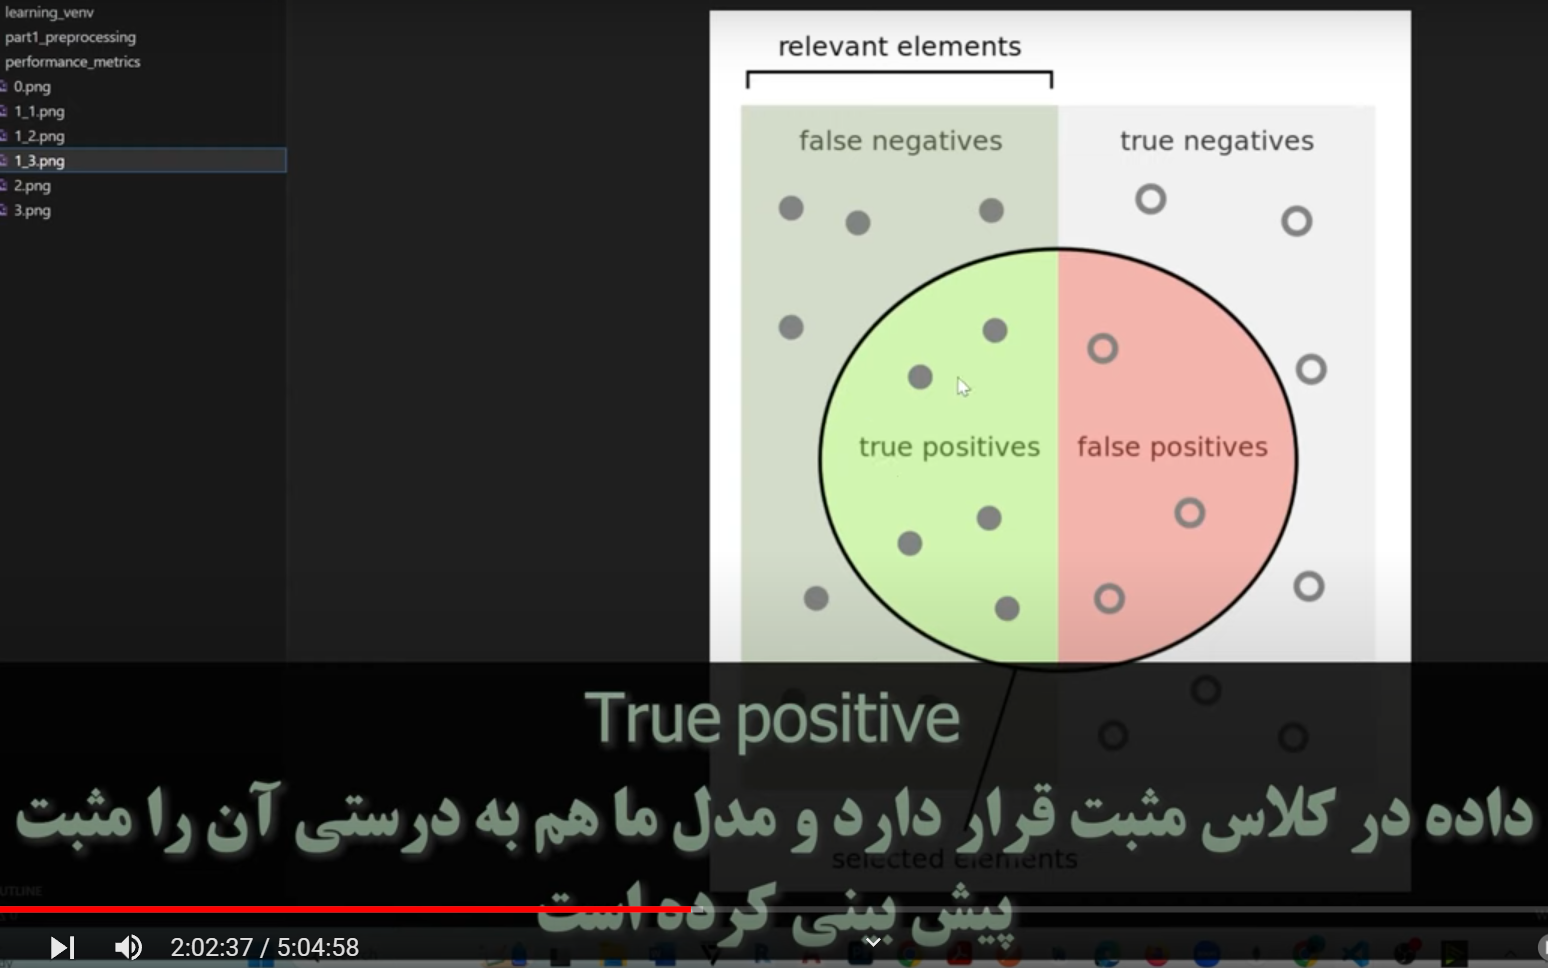 learning_venv
part1_preprocessing
performance_metrics
0.png
1_1.png
1_2.png
1_3.png
2.png
3.png
relevant elements
false negatives
true negatives
true positives
false positives
True positive
داده در کلاس مثبت قرار دارد و مدل ما هم به درستی آن را مثبت
پیش بینی کرده است
selected elements
UTLINE
2:02:37 / 5:04:58